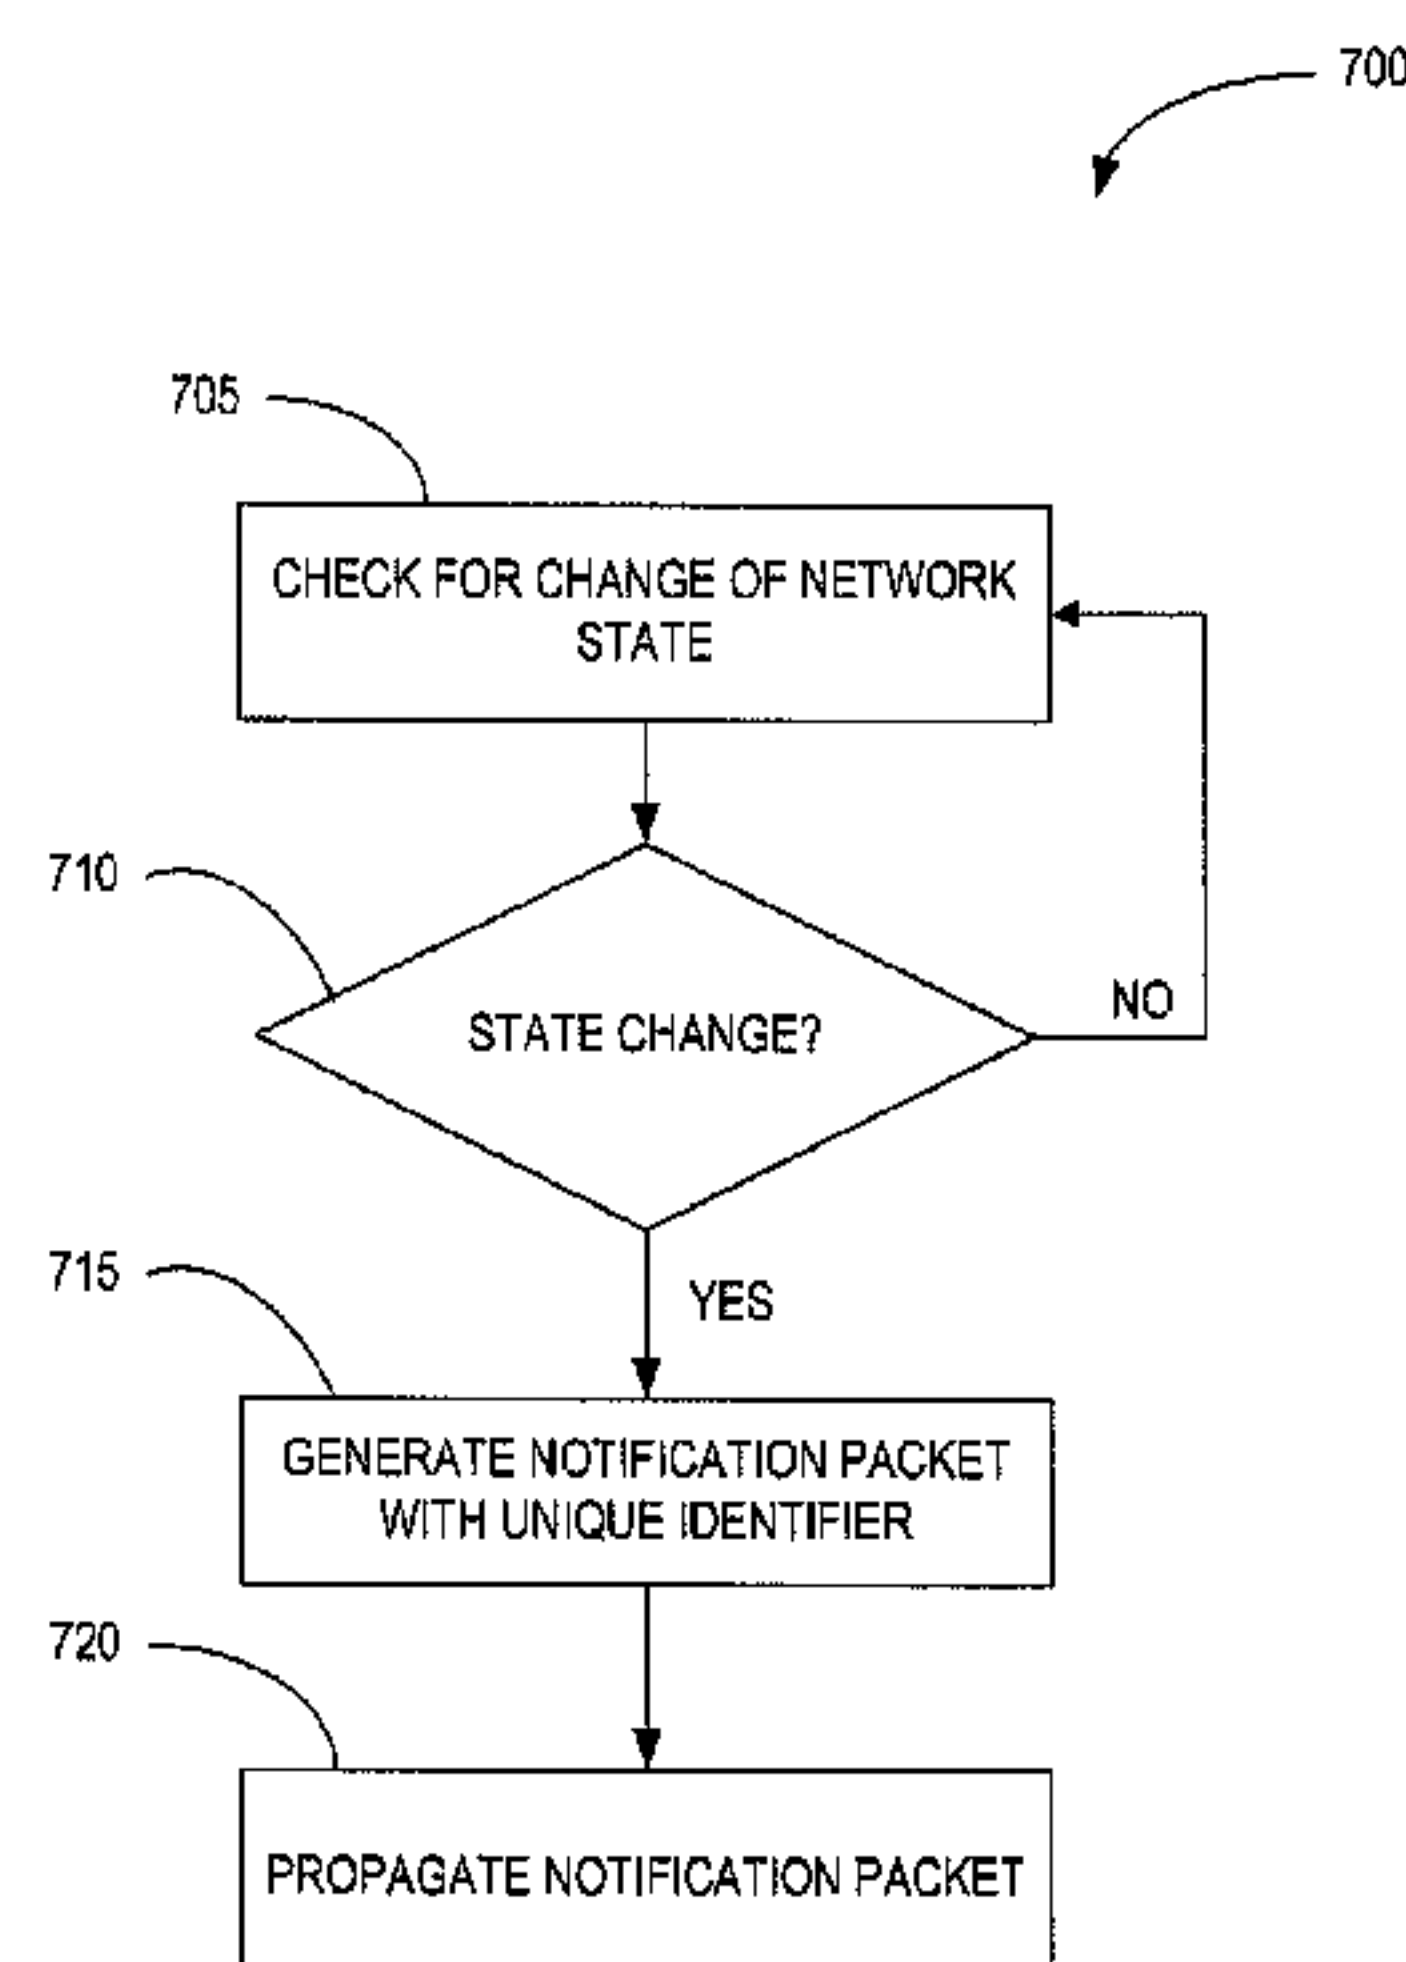 700
705
CHECK FOR CHANGE OF NETWORK
STATE
710
STATE CHANGE?
NO
715
YES
GENERATE NOTIFICATION PACKET
WITH UNIQUE IDENTIFIER
720
PROPAGATE NOTIFICATION PACKET